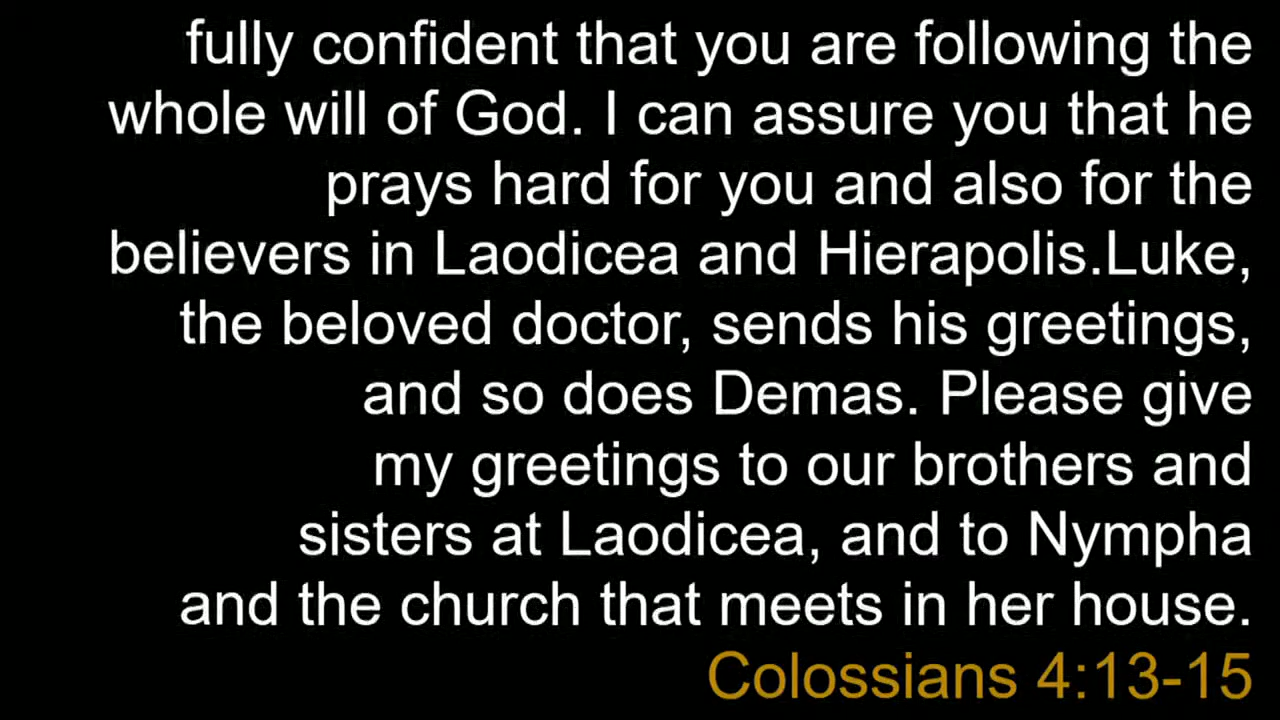 fully confident that you are following the
whole will of God. I can assure you that he
prays hard for you and also for the
believers in Laodicea and Hierapolis.Luke,
the beloved doctor, sends his greetings,
and so does Demas. Please give
my greetings to our brothers and
sisters at Laodicea, and to Nympha
and the church that meets in her house.
Colossians 4:13-15